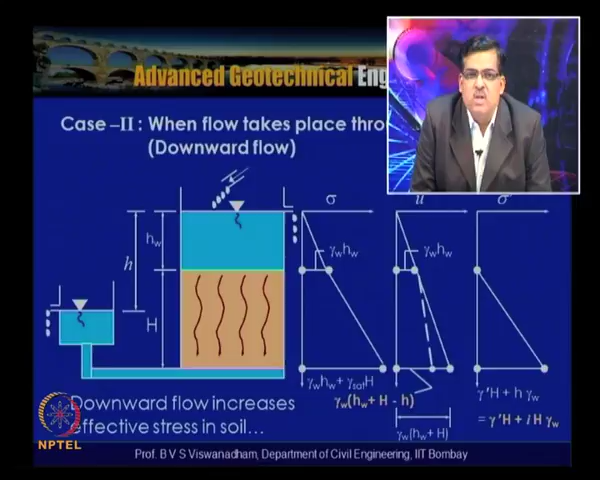 Advanced Geotechnical Eng
Case –II : When flow takes place thro
(Downward flow)
σ
u
σ'
hw
h
H
γwhw
γwhw
γwhw + γsatH
γw(hw + H - h)
γw(hw + H)
γ'H + h γw
= γ'H + i H γw
Downward flow increases
effective stress in soil...
NPTEL
Prof. B V S Viswanadham, Department of Civil Engineering, IIT Bombay